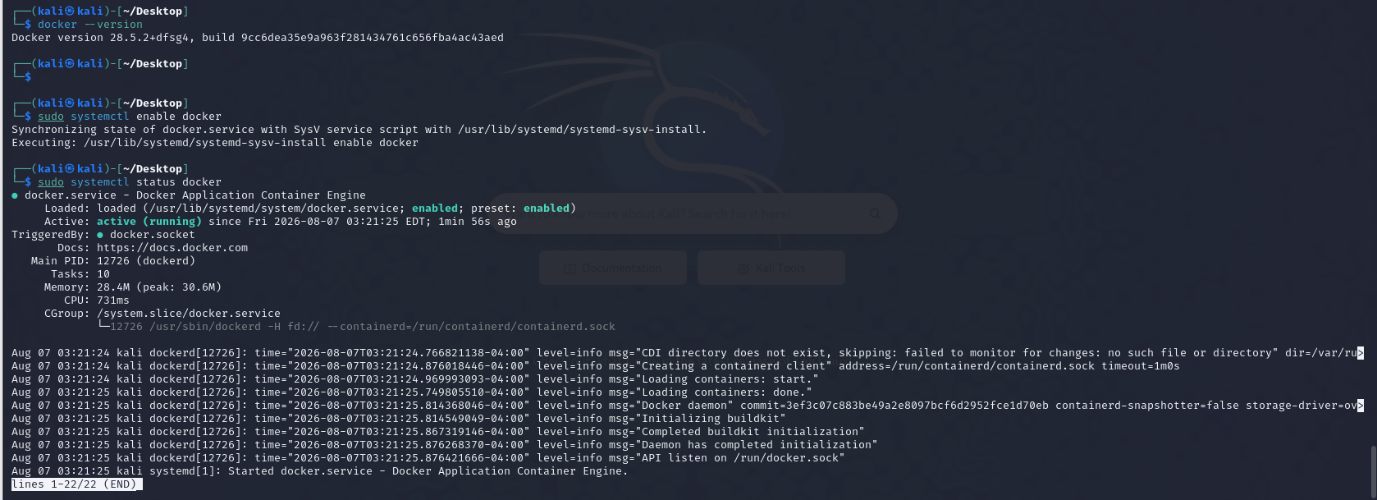 ┌──(kali㉿kali)-[~/Desktop]
└─$ docker --version
Docker version 28.5.2+dfsg4, build 9cc6dea35e9a963f281434761c656fba4ac43aed
┌──(kali㉿kali)-[~/Desktop]
└─$
┌──(kali㉿kali)-[~/Desktop]
└─$ sudo systemctl enable docker
Synchronizing state of docker.service with SysV service script with /usr/lib/systemd/systemd-sysv-install.
Executing: /usr/lib/systemd/systemd-sysv-install enable docker
┌──(kali㉿kali)-[~/Desktop]
└─$ sudo systemctl status docker
● docker.service - Docker Application Container Engine
Loaded: loaded (/usr/lib/systemd/system/docker.service; enabled; preset: enabled)
Active: active (running) since Fri 2026-08-07 03:21:25 EDT; 1min 56s ago
TriggeredBy: ● docker.socket
Docs: https://docs.docker.com
Main PID: 12726 (dockerd)
Tasks: 10
Memory: 28.4M (peak: 30.6M)
CPU: 731ms
CGroup: /system.slice/docker.service
└─12726 /usr/sbin/dockerd -H fd:// --containerd=/run/containerd/containerd.sock
Aug 07 03:21:24 kali dockerd[12726]: time="2026-08-07T03:21:24.766821138-04:00" level=info msg="CDI directory does not exist, skipping: failed to monitor for changes: no such file or directory" dir=/var/ru>
Aug 07 03:21:24 kali dockerd[12726]: time="2026-08-07T03:21:24.876018446-04:00" level=info msg="Creating a containerd client" address=/run/containerd/containerd.sock timeout=1m0s
Aug 07 03:21:24 kali dockerd[12726]: time="2026-08-07T03:21:24.969993093-04:00" level=info msg="Loading containers: start."
Aug 07 03:21:25 kali dockerd[12726]: time="2026-08-07T03:21:25.749805510-04:00" level=info msg="Loading containers: done."
Aug 07 03:21:25 kali dockerd[12726]: time="2026-08-07T03:21:25.814368046-04:00" level=info msg="Docker daemon" commit=3ef3c07c883be49a2e8097bcf6d2952fce1d70eb containerd-snapshotter=false storage-driver=ov>
Aug 07 03:21:25 kali dockerd[12726]: time="2026-08-07T03:21:25.814549049-04:00" level=info msg="Initializing buildkit"
Aug 07 03:21:25 kali dockerd[12726]: time="2026-08-07T03:21:25.867319146-04:00" level=info msg="Completed buildkit initialization"
Aug 07 03:21:25 kali dockerd[12726]: time="2026-08-07T03:21:25.876268370-04:00" level=info msg="Daemon has completed initialization"
Aug 07 03:21:25 kali dockerd[12726]: time="2026-08-07T03:21:25.876421666-04:00" level=info msg="API listen on /run/docker.sock"
Aug 07 03:21:25 kali systemd[1]: Started docker.service - Docker Application Container Engine.
lines 1-22/22 (END)
Documentation
Kali Tools